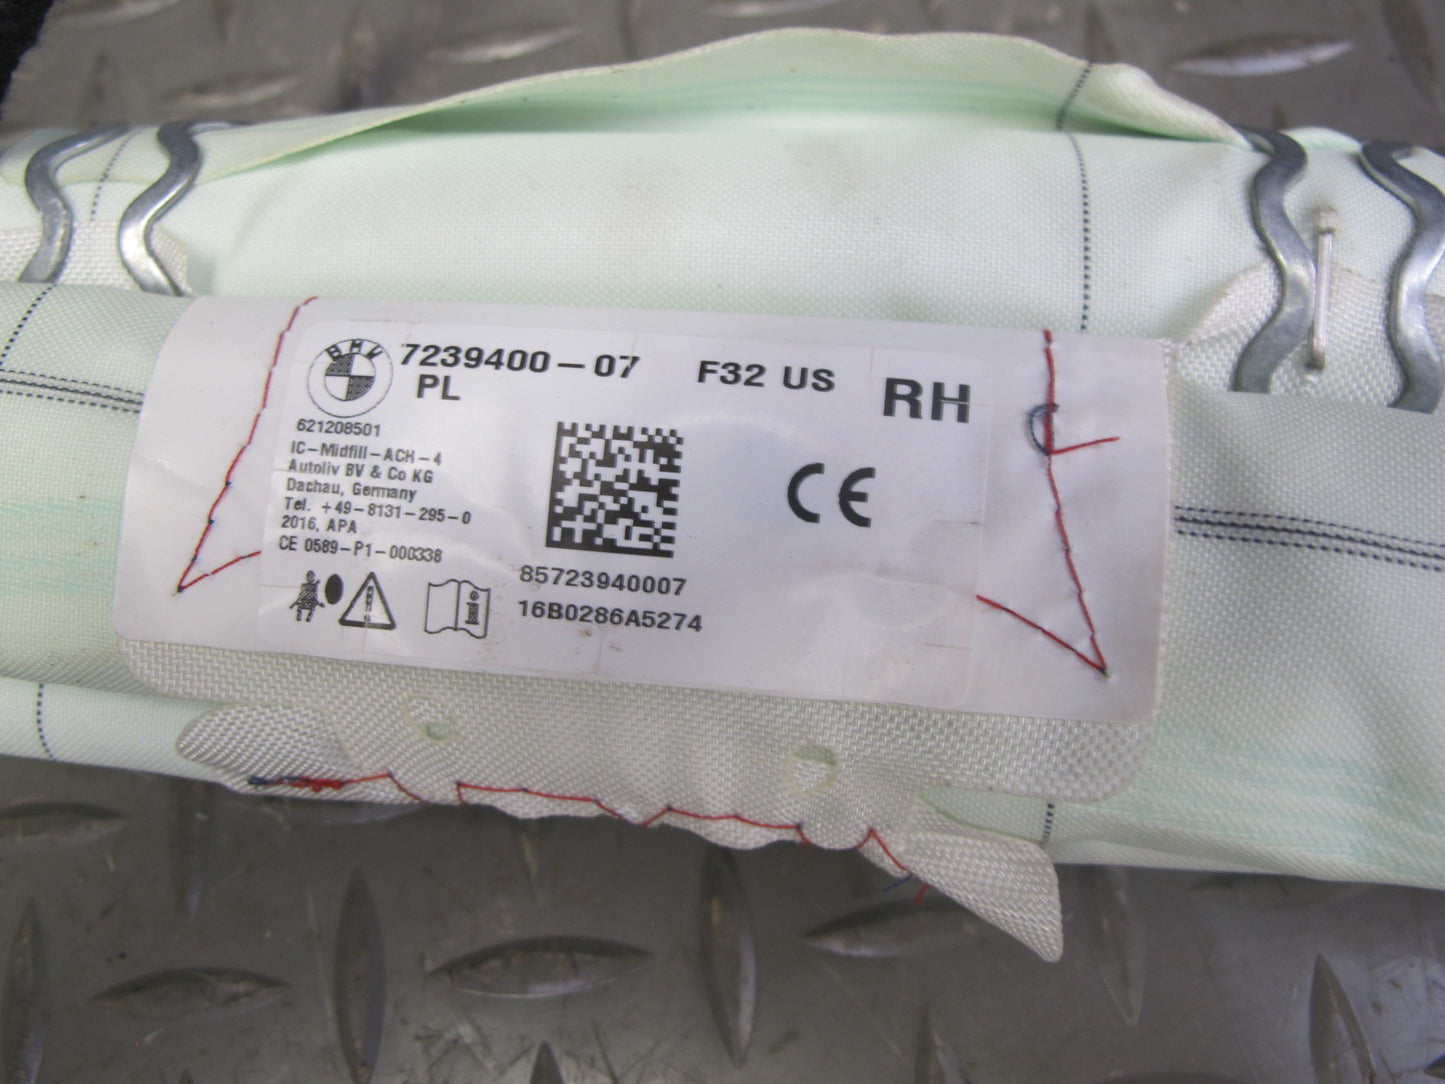 BMW
7239400-07 F32 US RH
PL
621208501
IC-Midfill-ACH-4
Autoliv BV & Co KG
Dachau, Germany
Tel. +49-8131-295-0
2016, APA
CE 0589-P1-000338
CE
85723940007
16B0286A5274